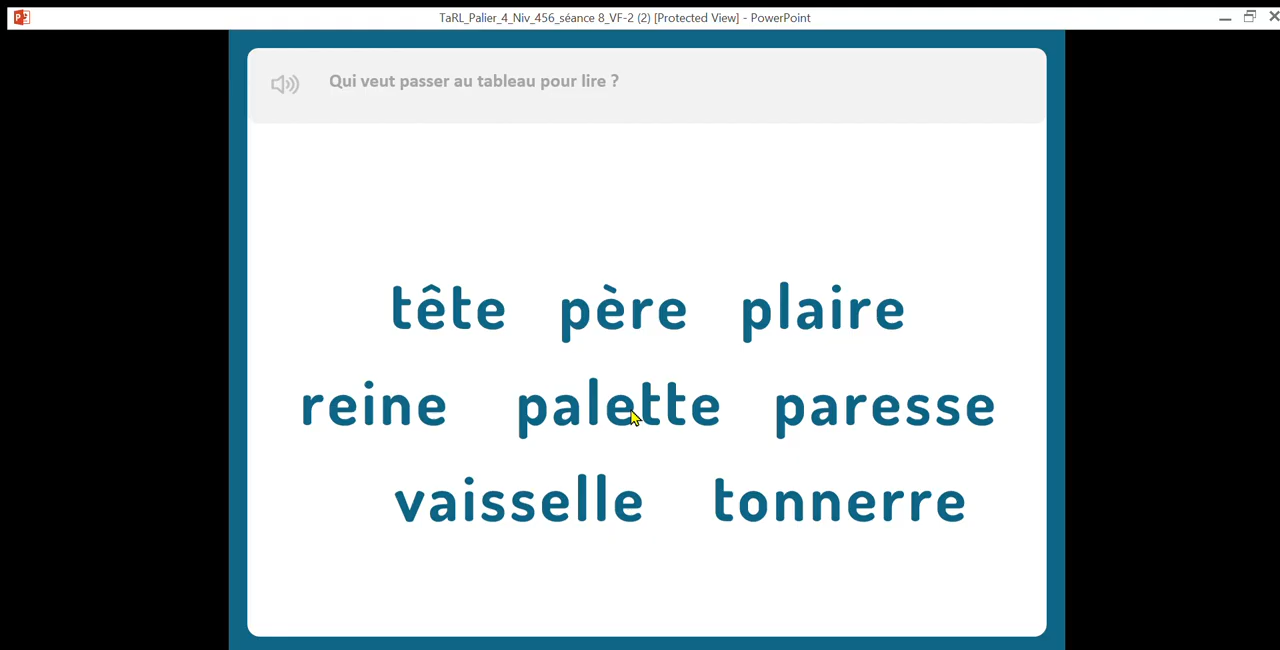 TaRL_Palier_4_Niv_456_séance 8_VF-2 (2) [Protected View] - PowerPoint
Qui veut passer au tableau pour lire ?
tête père plaire
reine palette paresse
vaisselle tonnerre